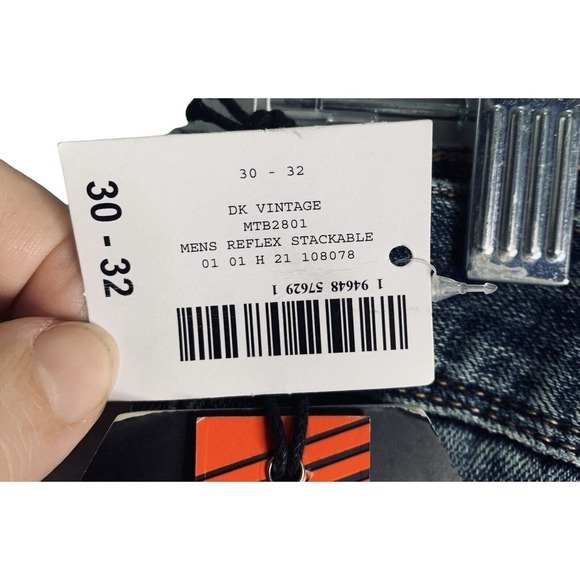 30 - 32
30 - 32
DK VINTAGE
MTB2801
MENS REFLEX STACKABLE
01 01 H 21 108078
1 94648 57629 1